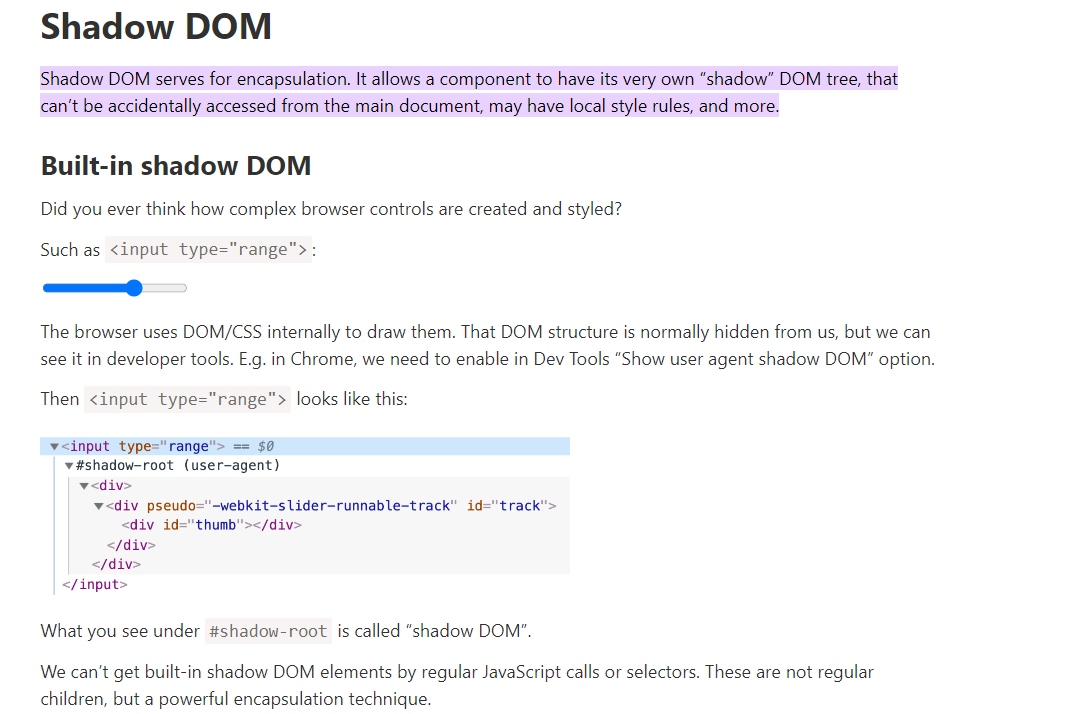 Shadow DOM
Shadow DOM serves for encapsulation. It allows a component to have its very own “shadow” DOM tree, that
can’t be accidentally accessed from the main document, may have local style rules, and more.
Built-in shadow DOM
Did you ever think how complex browser controls are created and styled?
Such as <input type="range">:
The browser uses DOM/CSS internally to draw them. That DOM structure is normally hidden from us, but we can
see it in developer tools. E.g. in Chrome, we need to enable in Dev Tools “Show user agent shadow DOM” option.
Then <input type="range"> looks like this:
▼<input type="range"> == $0
▼#shadow-root (user-agent)
▼<div>
▼<div pseudo="-webkit-slider-runnable-track" id="track">
<div id="thumb"></div>
</div>
</div>
</input>
What you see under #shadow-root is called “shadow DOM”.
We can’t get built-in shadow DOM elements by regular JavaScript calls or selectors. These are not regular
children, but a powerful encapsulation technique.